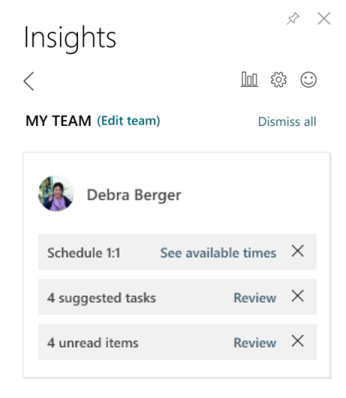 Insights
MY TEAM (Edit team) Dismiss all
Debra Berger
Schedule 1:1 See available times
4 suggested tasks Review
4 unread items Review